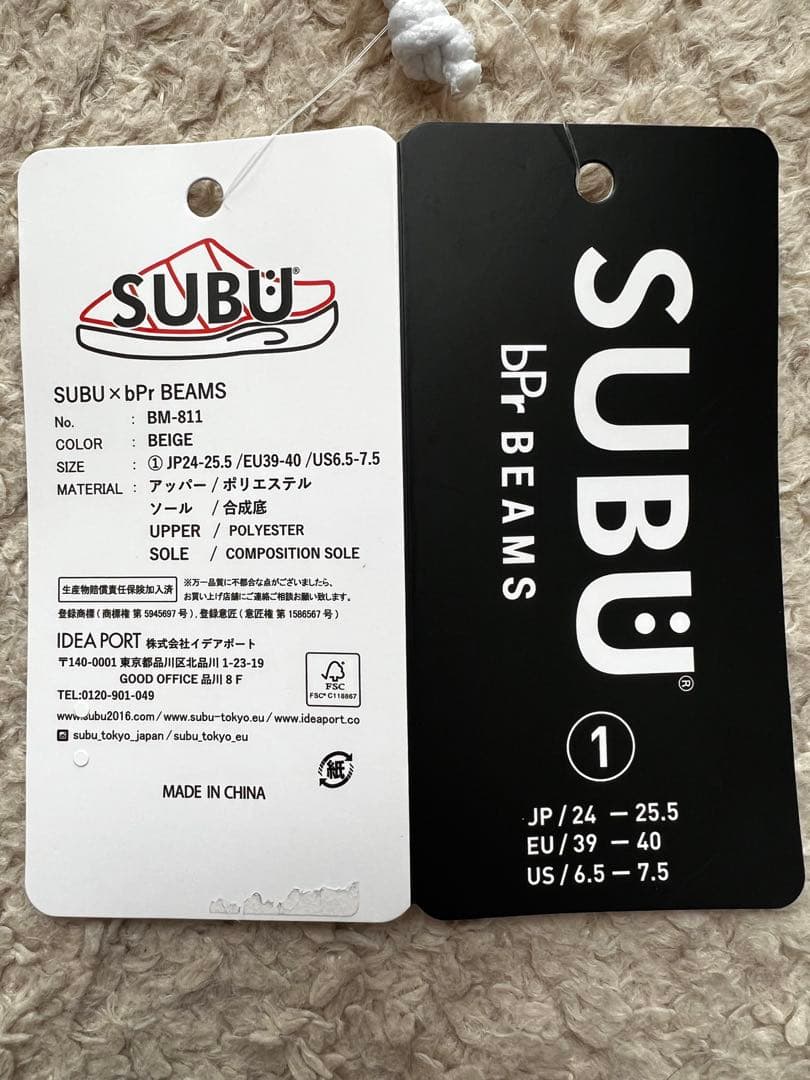 SUBU®
SUBU×bPr BEAMS
No. : BM-811
COLOR : BEIGE
SIZE : ① JP24-25.5 /EU39-40 /US6.5-7.5
MATERIAL : アッパー / ポリエステル
ソール / 合成底
UPPER / POLYESTER
SOLE / COMPOSITION SOLE
生産物賠償責任保険加入済
※万一品質に不都合な点がございましたら、
お買い上げ店舗にご連絡ご相談お願い致します。
登録商標 ( 商標権 第 5945697 号 ) . 登録意匠 ( 意匠権 第 1586567 号 )
IDEA PORT 株式会社イデアポート
〒140-0001 東京都品川区北品川 1-23-19
GOOD OFFICE 品川 8 F
TEL:0120-901-049
FSC
FSC® C118867
www.subu2016.com / www.subu-tokyo.eu / www.ideaport.co
subu_tokyo_japan / subu_tokyo_eu
紙
MADE IN CHINA
SUBU®
bPr BEAMS
1
JP / 24 — 25.5
EU / 39 — 40
US / 6.5 — 7.5